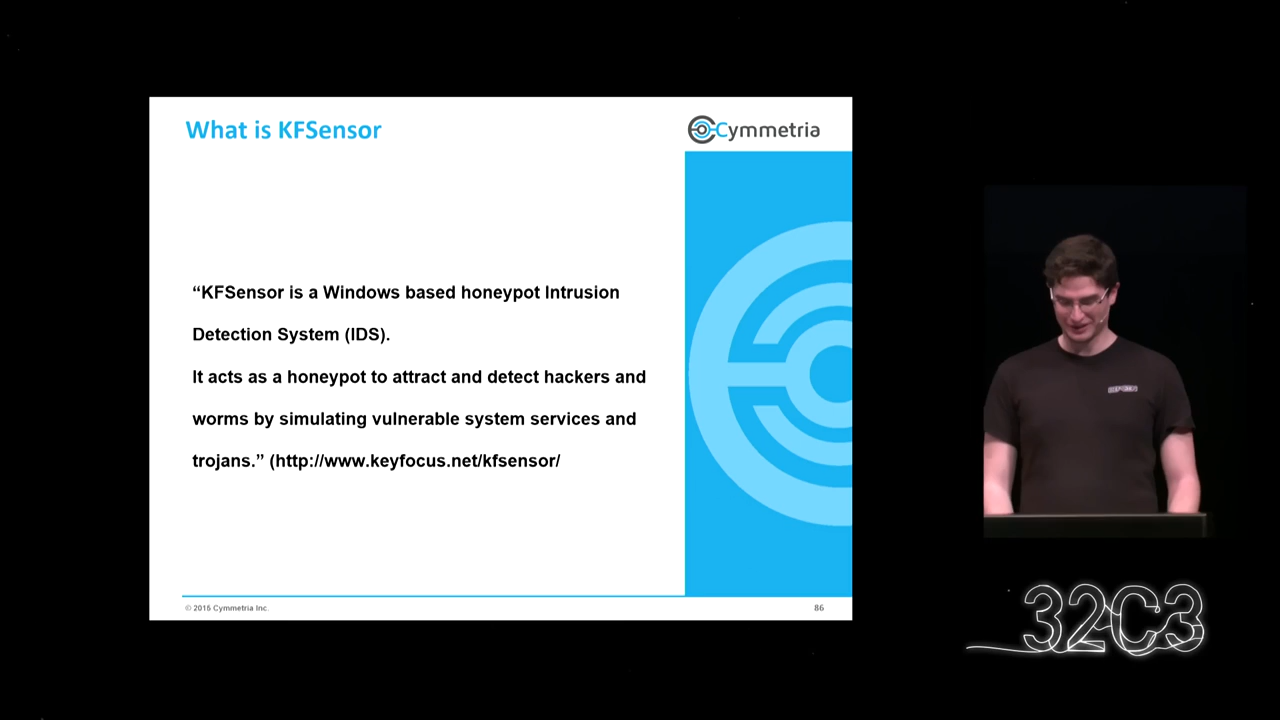 What is KFSensor
Cymmetria
“KFSensor is a Windows based honeypot Intrusion
Detection System (IDS).
It acts as a honeypot to attract and detect hackers and
worms by simulating vulnerable system services and
trojans.” (http://www.keyfocus.net/kfsensor/
© 2015 Cymmetria Inc.
86
32C3